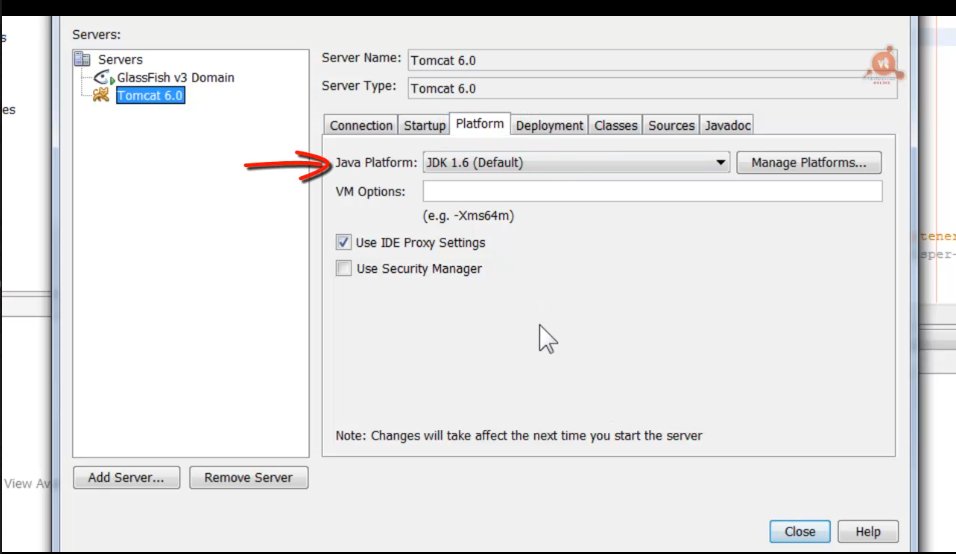 Servers:
Servers
GlassFish v3 Domain
Tomcat 6.0
Server Name: Tomcat 6.0
Server Type: Tomcat 6.0
Connection Startup Platform Deployment Classes Sources Javadoc
Java Platform: JDK 1.6 (Default) Manage Platforms...
VM Options:
(e.g. -Xms64m)
Use IDE Proxy Settings
Use Security Manager
Note: Changes will take affect the next time you start the server
Add Server... Remove Server
Close Help
es
tener
sper-
View Av
vt